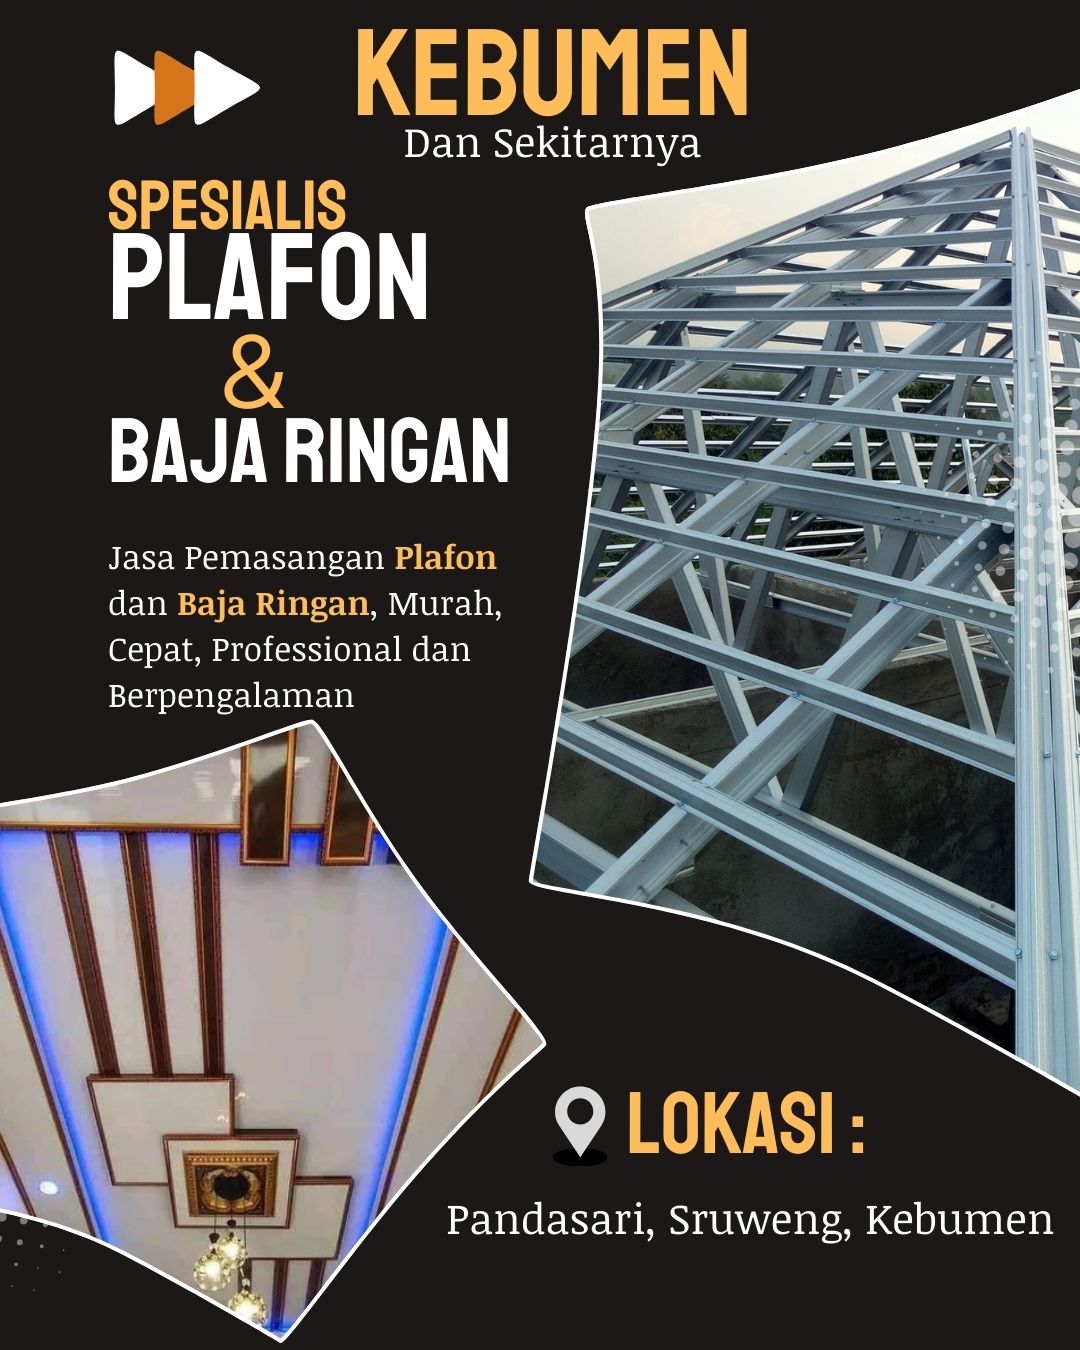 KEBUMEN
Dan Sekitarnya
SPESIALIS
PLAFON
&
BAJA RINGAN
Jasa Pemasangan Plafon
dan Baja Ringan, Murah,
Cepat, Professional dan
Berpengalaman
LOKASI :
Pandasari, Sruweng, Kebumen